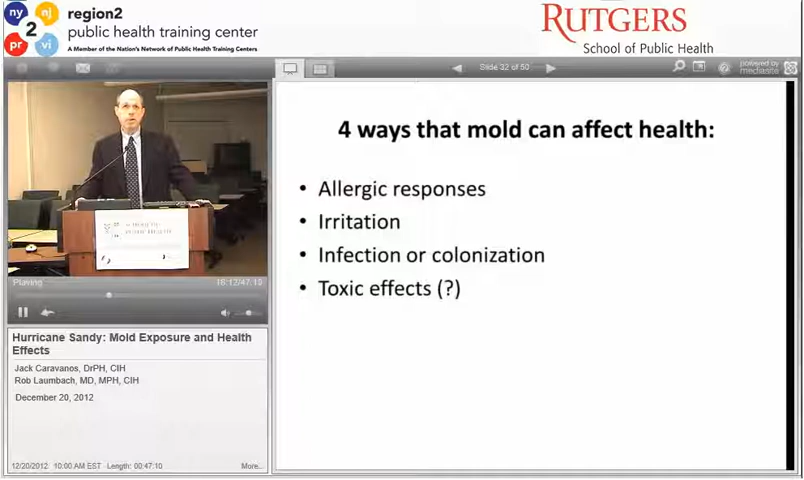 ny
nj
2
pr
vi
region2
public health training center
A Member of the Nation's Network of Public Health Training Centers
RUTGERS
School of Public Health
Slide 32 of 50
powered by
mediasite
4 ways that mold can affect health:
• Allergic responses
• Irritation
• Infection or colonization
• Toxic effects (?)
Playing
16:12/47:10
Hurricane Sandy: Mold Exposure and Health
Effects
Jack Caravanos, DrPH, CIH
Rob Laumbach, MD, MPH, CIH
December 20, 2012
12/20/2012 10:00 AM EST Length: 00:47:10
More...